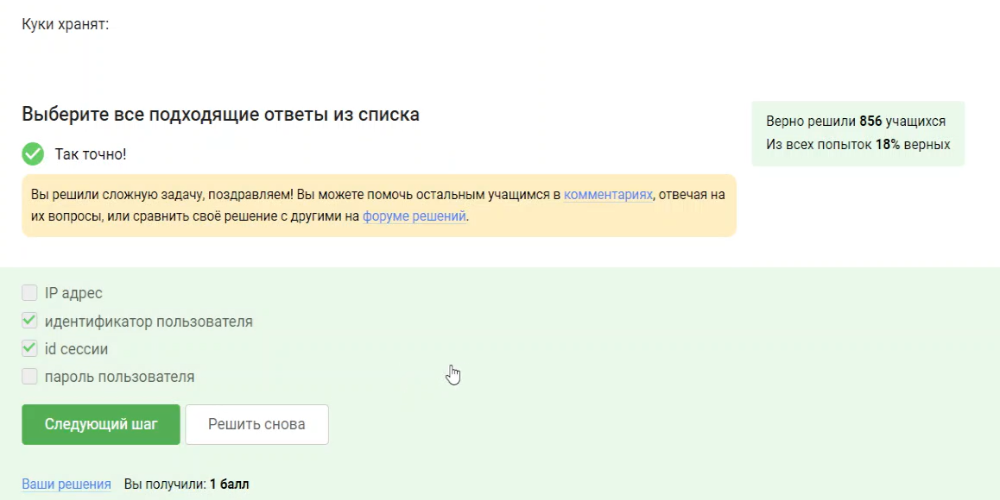 Куки хранят:
Выберите все подходящие ответы из списка
Верно решили 856 учащихся
Из всех попыток 18% верных
Так точно!
Вы решили сложную задачу, поздравляем! Вы можете помочь остальным учащимся в комментариях, отвечая на
их вопросы, или сравнить своё решение с другими на форуме решений.
IP адрес
идентификатор пользователя
id сессии
пароль пользователя
Следующий шаг Решить снова
Ваши решения Вы получили: 1 балл